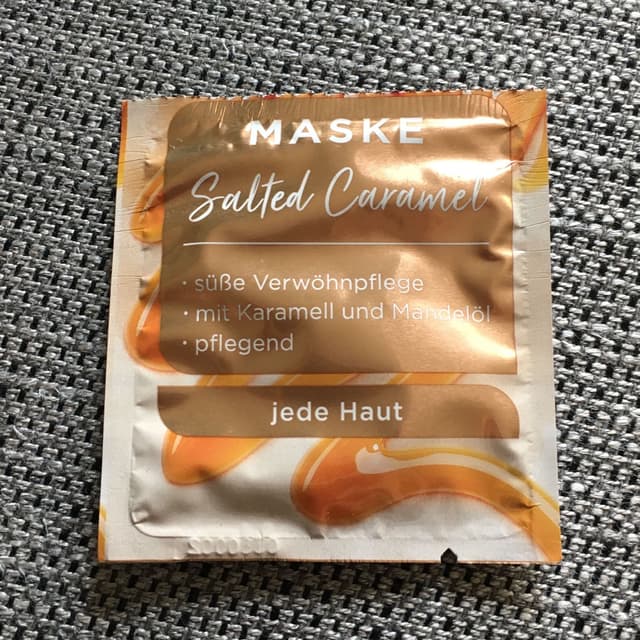 MASKE
Salted Caramel
· süße Verwöhnpflege
· mit Karamell und Mandelöl
· pflegend
jede Haut